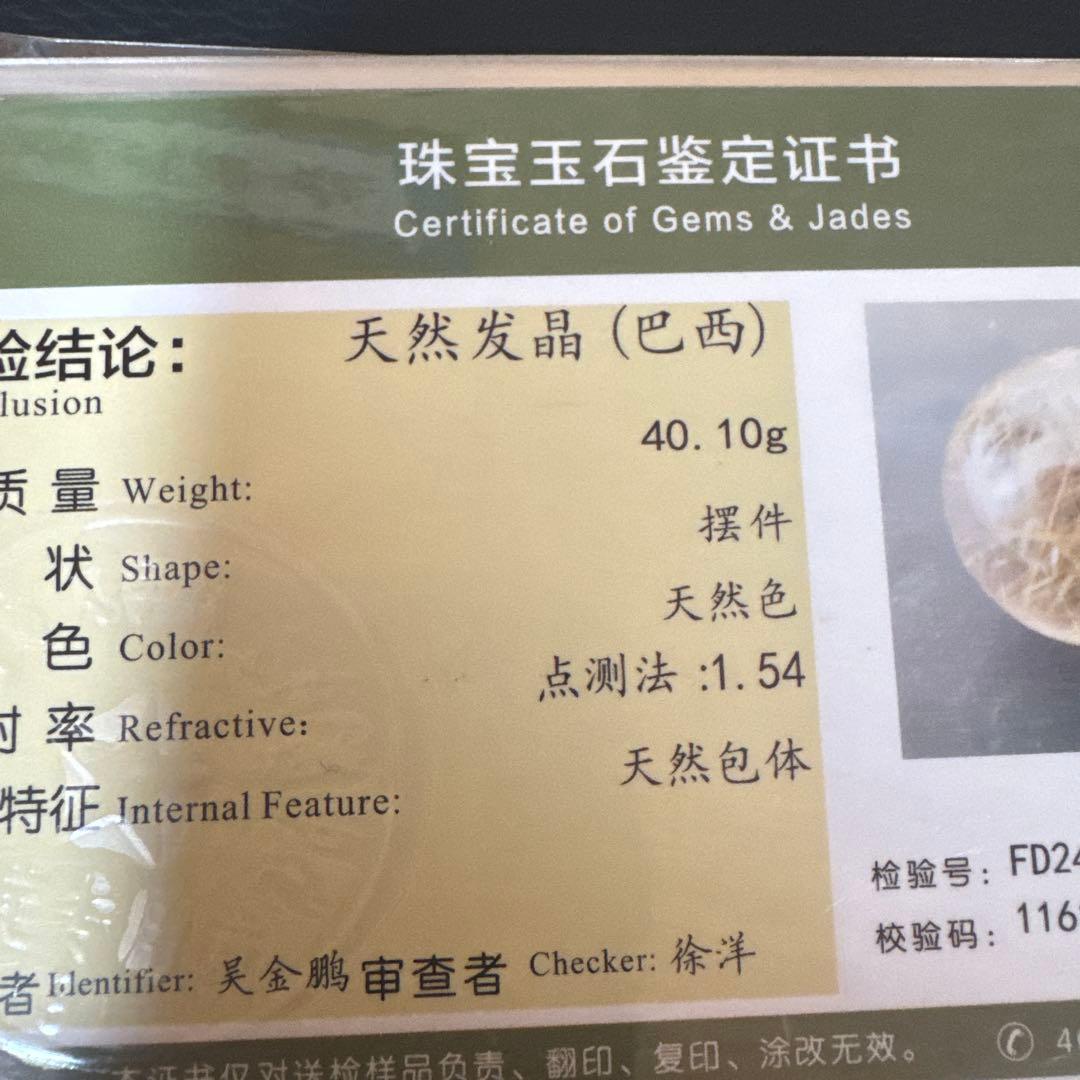 珠宝玉石鉴定证书
Certificate of Gems & Jades
验结论: 天然发晶 (巴西)
lusion
40.10g
质量 Weight:
摆件
状 Shape:
天然色
色 Color:
点测法:1.54
射率 Refractive:
天然包体
特征 Internal Feature:
检验号: FD24
校验码: 116
者 Identifier: 吴金鹏 审查者 Checker: 徐洋
本证书仅对送检样品负责、翻印、复印、涂改无效。